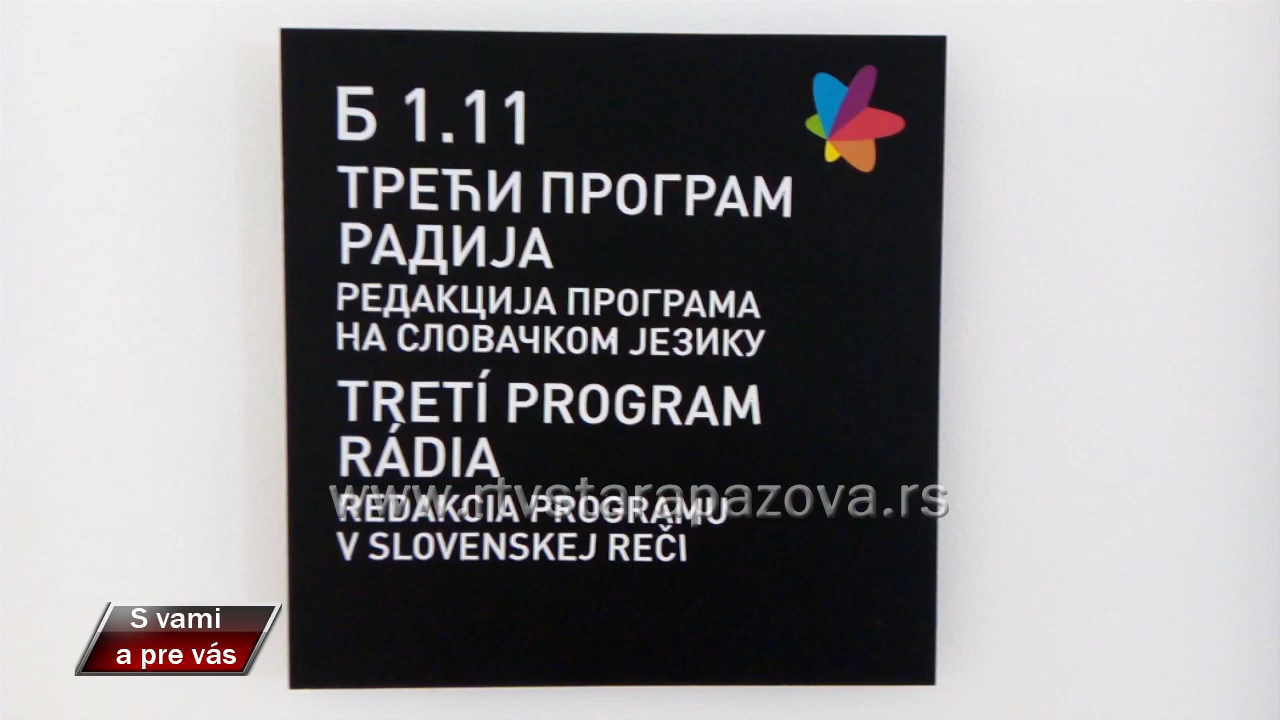 Б 1.11
ТРЕЋИ ПРОГРАМ
РАДИЈА
РЕДАКЦИЈА ПРОГРАМА
НА СЛОВАЧКОМ ЈЕЗИКУ
TRETÍ PROGRAM
RÁDIA
www.rtvstarapazova.rs
REDAKCIA PROGRAMU
V SLOVENSKEJ REČI
S vami
a pre vás